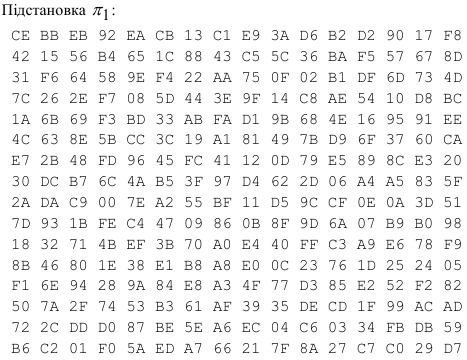 Підстановка π₁:
CE BB EB 92 EA CB 13 C1 E9 3A D6 B2 D2 90 17 F8
42 15 56 B4 65 1C 88 43 C5 5C 36 BA F5 57 67 8D
31 F6 64 58 9E F4 22 AA 75 0F 02 B1 DF 6D 73 4D
7C 26 2E F7 08 5D 44 3E 9F 14 C8 AE 54 10 D8 BC
1A 6B 69 F3 BD 33 AB FA D1 9B 68 4E 16 95 91 EE
4C 63 8E 5B CC 3C 19 A1 81 49 7B D9 6F 37 60 CA
E7 2B 48 FD 96 45 FC 41 12 0D 79 E5 89 8C E3 20
30 DC B7 6C 4A B5 3F 97 D4 62 2D 06 A4 A5 83 5F
2A DA C9 00 7E A2 55 BF 11 D5 9C CF 0E 0A 3D 51
7D 93 1B FE C4 47 09 86 0B 8F 9D 6A 07 B9 B0 98
18 32 71 4B EF 3B 70 A0 E4 40 FF C3 A9 E6 78 F9
8B 46 80 1E 38 E1 B8 A8 E0 0C 23 76 1D 25 24 05
F1 6E 94 28 9A 84 E8 A3 4F 77 D3 85 E2 52 F2 82
50 7A 2F 74 53 B3 61 AF 39 35 DE CD 1F 99 AC AD
72 2C DD D0 87 BE 5E A6 EC 04 C6 03 34 FB DB 59
B6 C2 01 F0 5A ED A7 66 21 7F 8A 27 C7 C0 29 D7